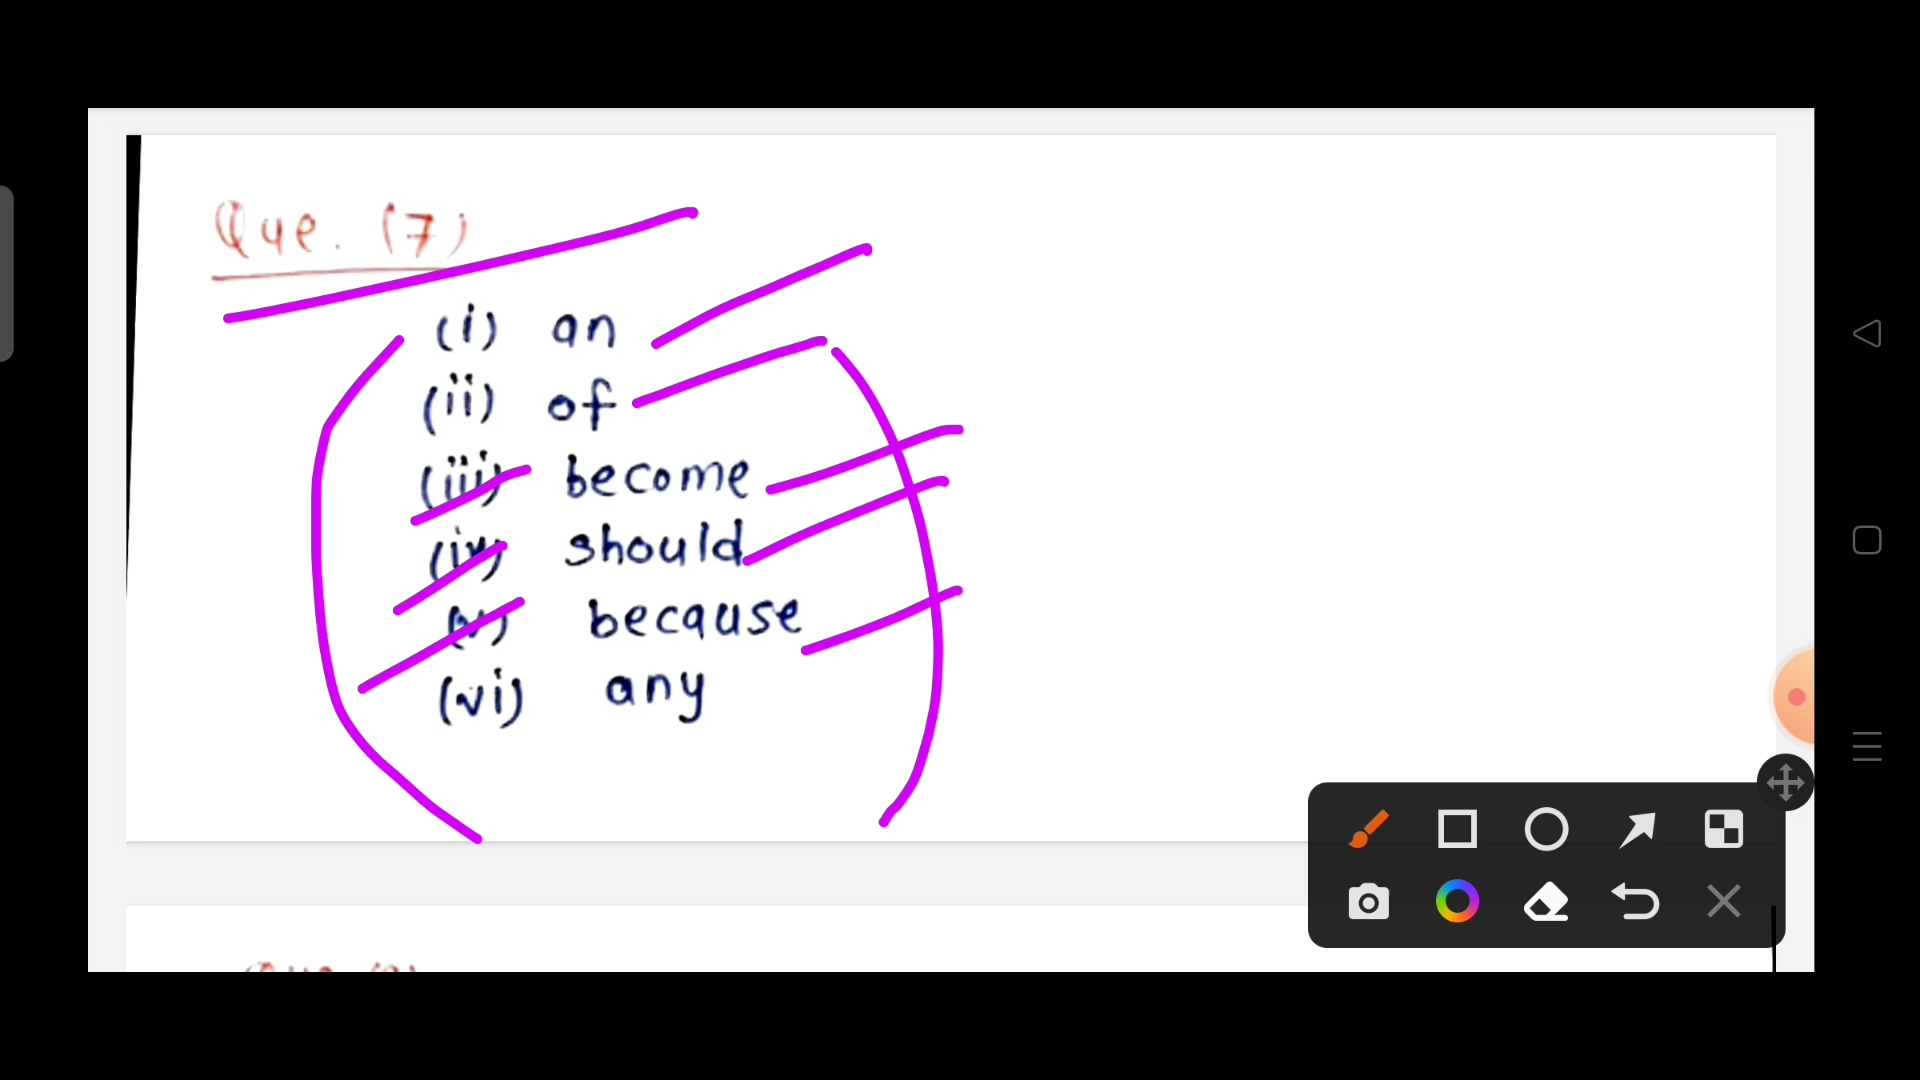 Que. (7)
(i) an
(ii) of
(iii) become
(iv) should
(v) because
(vi) any